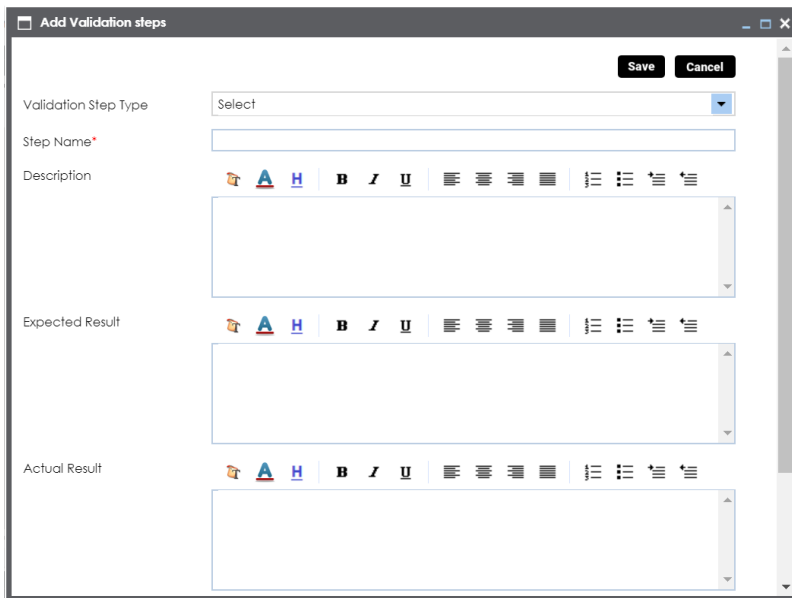 Add Validation steps
Save Cancel
Validation Step Type Select
Step Name*
Description A H B I U
Expected Result A H B I U
Actual Result A H B I U